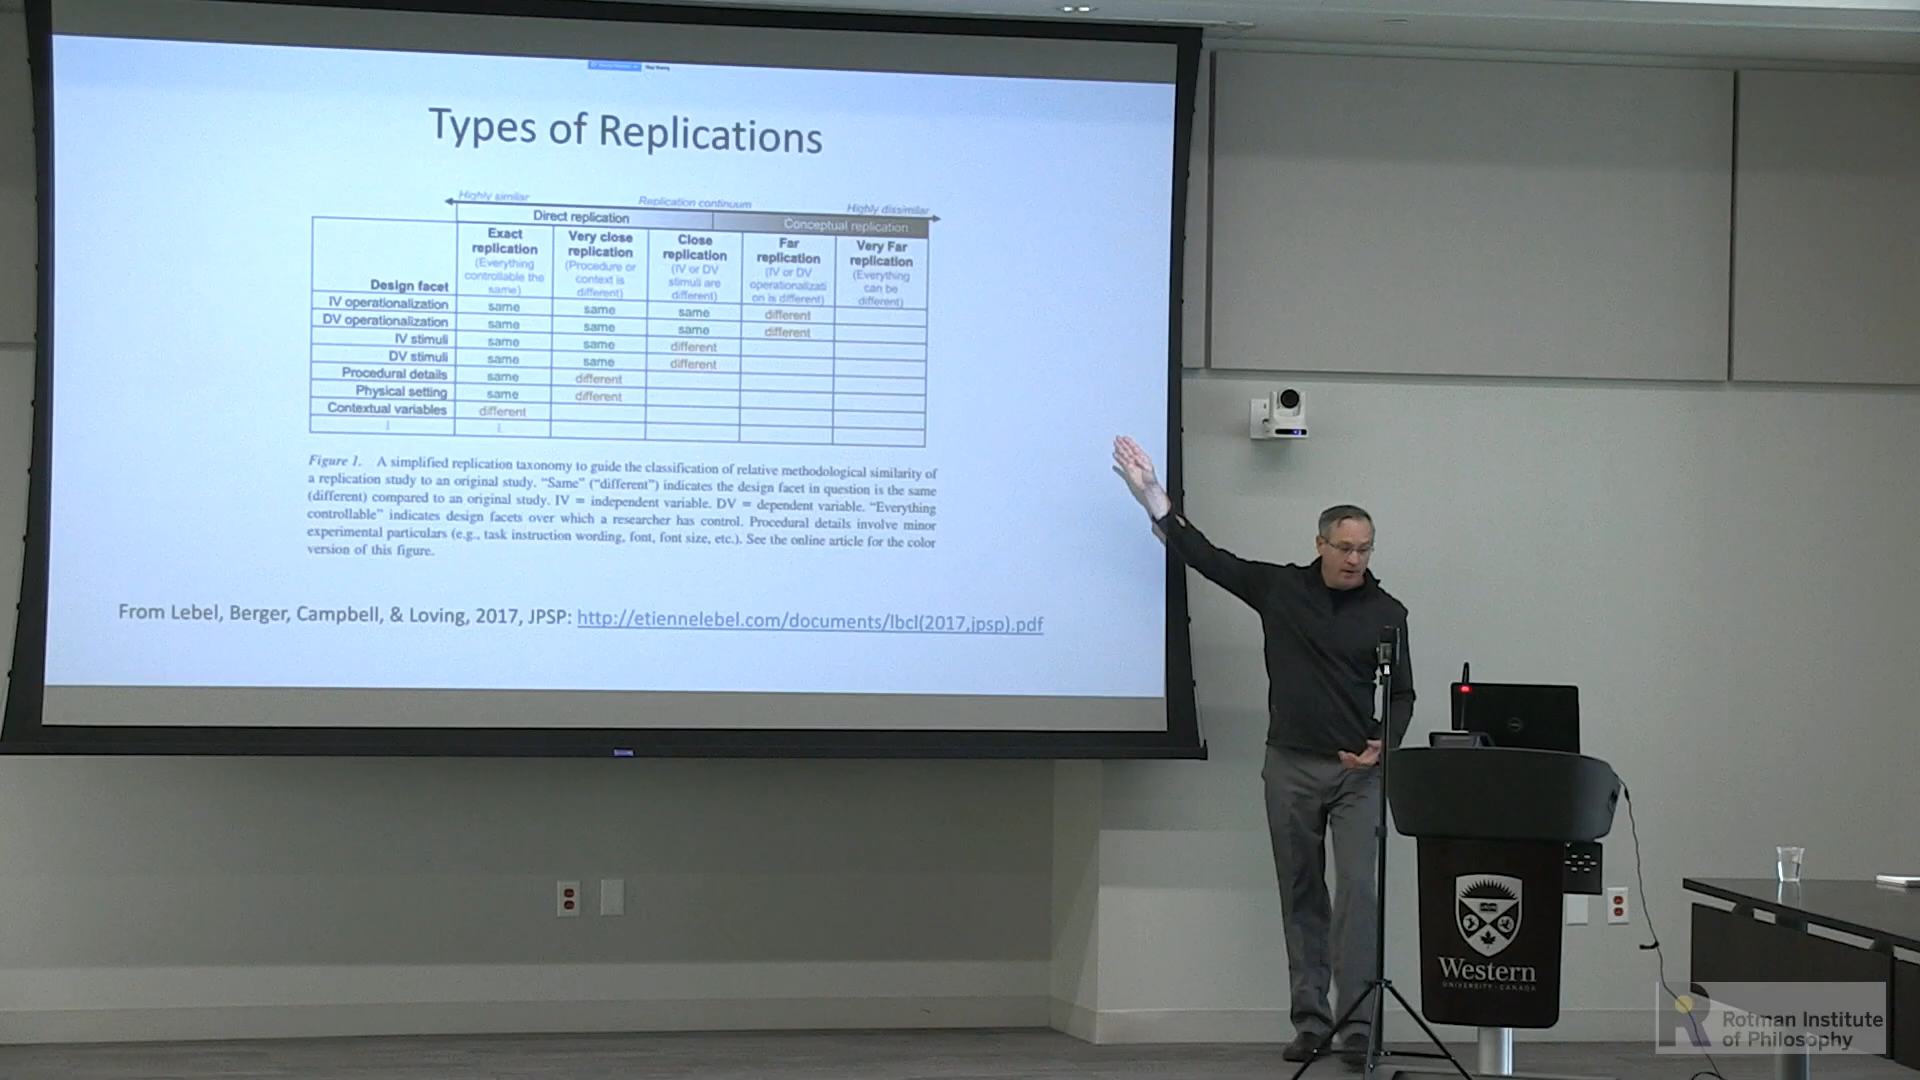 Types of Replications
Highly similar Replication continuum Highly dissimilar
Direct replication Conceptual replication
Design facet
Exact replication (Everything controllable the same)
Very close replication (Procedure or context is different)
Close replication (IV or DV stimuli are different)
Far replication (IV or DV operationalizati on is different)
Very Far replication (Everything can be different)
IV operationalization same same same different
DV operationalization same same same different
IV stimuli same same different
DV stimuli same same different
Procedural details same different
Physical setting same different
Contextual variables different
Figure 1. A simplified replication taxonomy to guide the classification of relative methodological similarity of
a replication study to an original study. “Same” (“different”) indicates the design facet in question is the same
(different) compared to an original study. IV = independent variable. DV = dependent variable. “Everything
controllable” indicates design facets over which a researcher has control. Procedural details involve minor
experimental particulars (e.g., task instruction wording, font, font size, etc.). See the online article for the color
version of this figure.
From Lebel, Berger, Campbell, & Loving, 2017, JPSP: http://etiennelebel.com/documents/lbcl(2017,jpsp).pdf
Western
UNIVERSITY · CANADA
Rotman Institute
of Philosophy